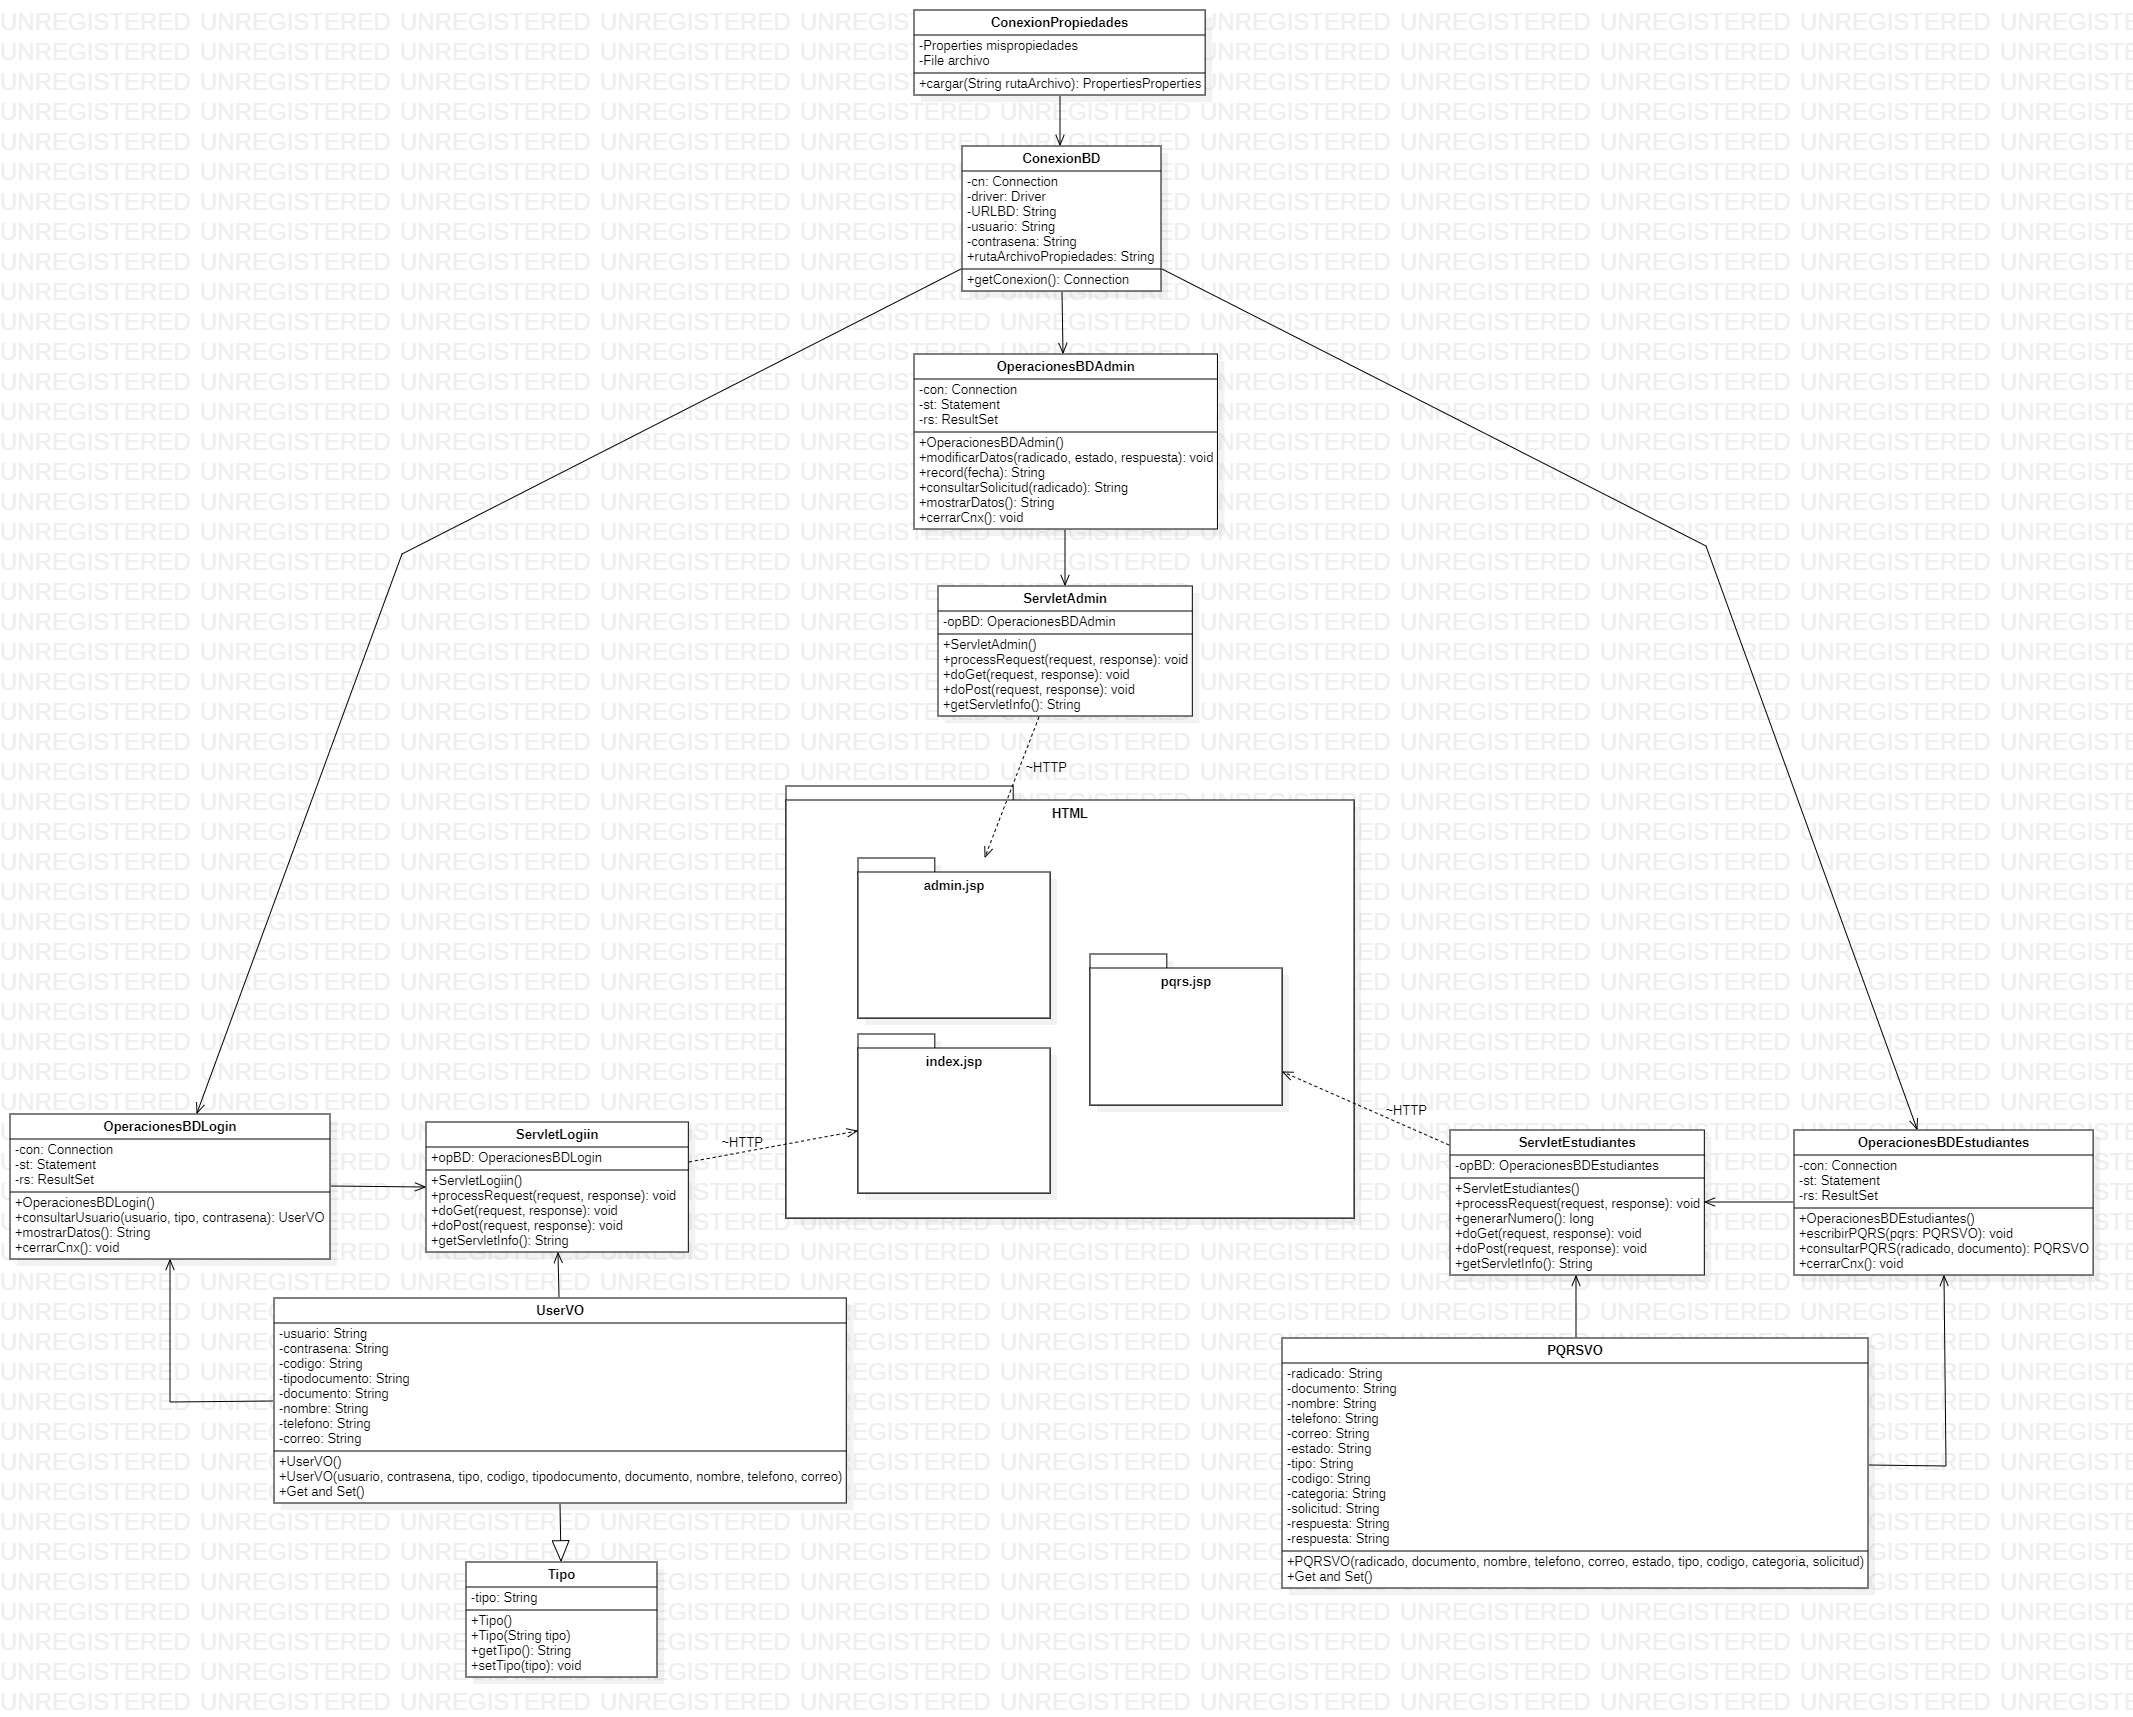 ConexionPropiedades
-Properties mispropiedades
-File archivo
+cargar(String rutaArchivo): PropertiesProperties
ConexionBD
-cn: Connection
-driver: Driver
-URLBD: String
-usuario: String
-contrasena: String
+rutaArchivoPropiedades: String
+getConexion(): Connection
OperacionesBDAdmin
-con: Connection
-st: Statement
-rs: ResultSet
+OperacionesBDAdmin()
+modificarDatos(radicado, estado, respuesta): void
+record(fecha): String
+consultarSolicitud(radicado): String
+mostrarDatos(): String
+cerrarCnx(): void
ServletAdmin
-opBD: OperacionesBDAdmin
+ServletAdmin()
+processRequest(request, response): void
+doGet(request, response): void
+doPost(request, response): void
+getServletInfo(): String
~HTTP
HTML
admin.jsp
pqrs.jsp
index.jsp
~HTTP
~HTTP
OperacionesBDLogin
-con: Connection
-st: Statement
-rs: ResultSet
+OperacionesBDLogin()
+consultarUsuario(usuario, tipo, contrasena): UserVO
+mostrarDatos(): String
+cerrarCnx(): void
ServletLogiin
+opBD: OperacionesBDLogin
+ServletLogiin()
+processRequest(request, response): void
+doGet(request, response): void
+doPost(request, response): void
+getServletInfo(): String
ServletEstudiantes
-opBD: OperacionesBDEstudiantes
+ServletEstudiantes()
+processRequest(request, response): void
+generarNumero(): long
+doGet(request, response): void
+doPost(request, response): void
+getServletInfo(): String
OperacionesBDEstudiantes
-con: Connection
-st: Statement
-rs: ResultSet
+OperacionesBDEstudiantes()
+escribirPQRS(pqrs: PQRSVO): void
+consultarPQRS(radicado, documento): PQRSVO
+cerrarCnx(): void
UserVO
-usuario: String
-contrasena: String
-codigo: String
-tipodocumento: String
-documento: String
-nombre: String
-telefono: String
-correo: String
+UserVO()
+UserVO(usuario, contrasena, tipo, codigo, tipodocumento, documento, nombre, telefono, correo)
+Get and Set()
PQRSVO
-radicado: String
-documento: String
-nombre: String
-telefono: String
-correo: String
-estado: String
-tipo: String
-codigo: String
-categoria: String
-solicitud: String
-respuesta: String
-respuesta: String
+PQRSVO(radicado, documento, nombre, telefono, correo, estado, tipo, codigo, categoria, solicitud)
+Get and Set()
Tipo
-tipo: String
+Tipo()
+Tipo(String tipo)
+getTipo(): String
+setTipo(tipo): void
UNREGISTERED